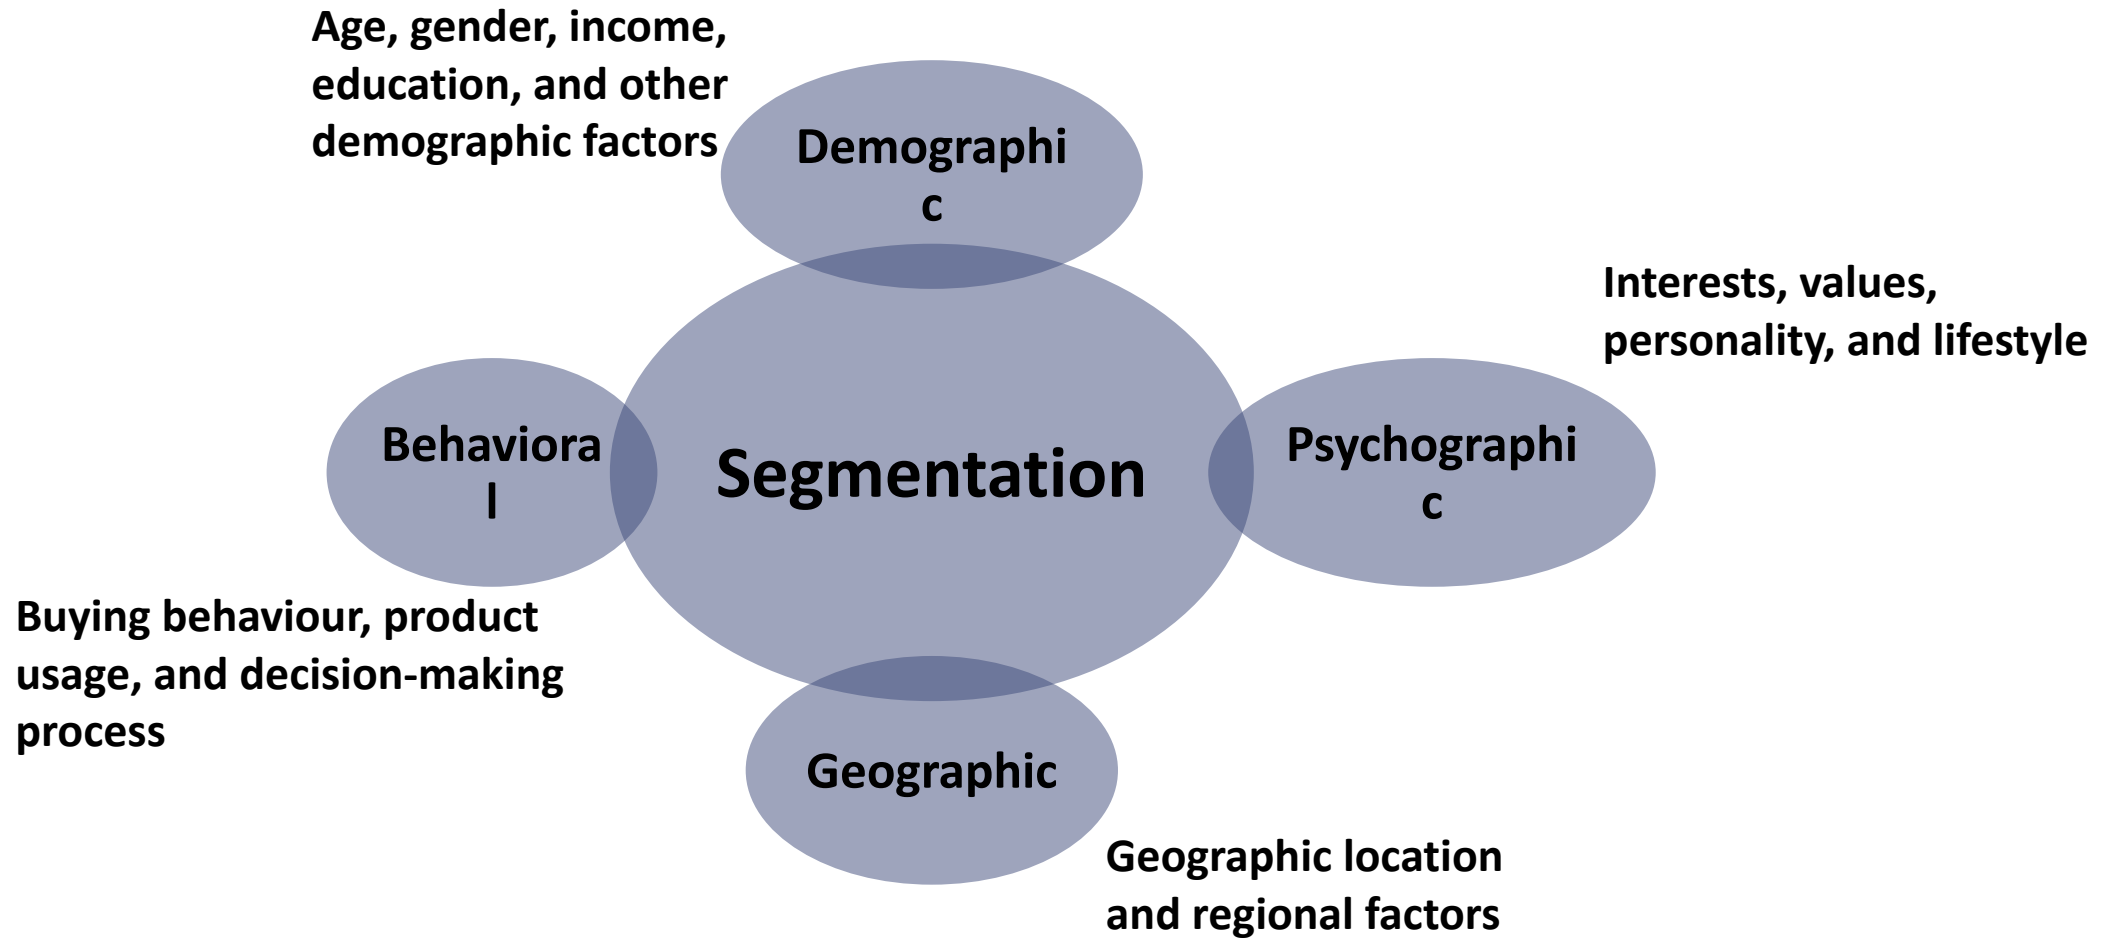 Age, gender, income,
education, and other
demographic factors
Demographi
c
Interests, values,
personality, and lifestyle
Behaviora
l
Segmentation
Psychographi
c
Buying behaviour, product
usage, and decision-making
process
Geographic
Geographic location
and regional factors